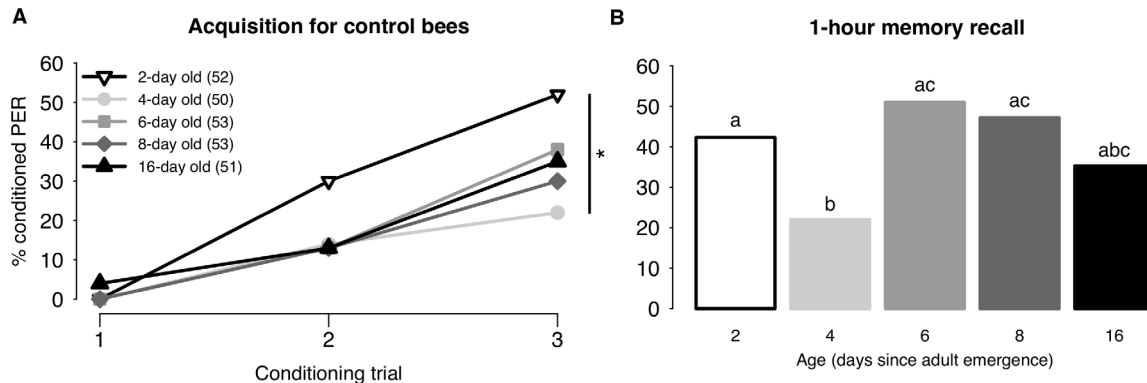 A
Acquisition for control bees
% conditioned PER
60
50
40
30
20
10
0
2-day old (52)
4-day old (50)
6-day old (53)
8-day old (53)
16-day old (51)
*
1 2 3
Conditioning trial
B
1-hour memory recall
60
50
40
30
20
10
0
a b ac ac abc
2 4 6 8 16
Age (days since adult emergence)